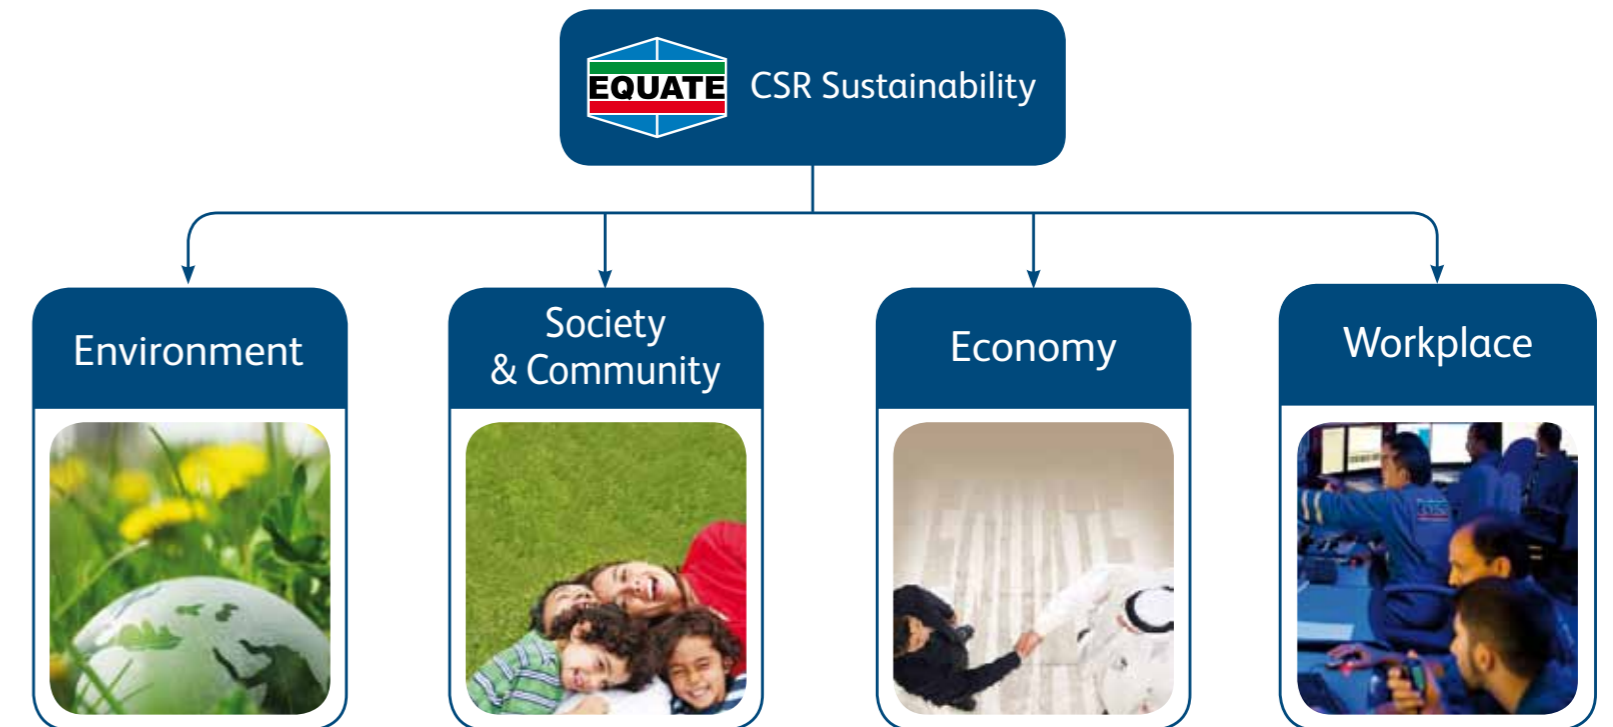 EQUATE
CSR Sustainability
Environment
Society
& Community
Economy
Workplace